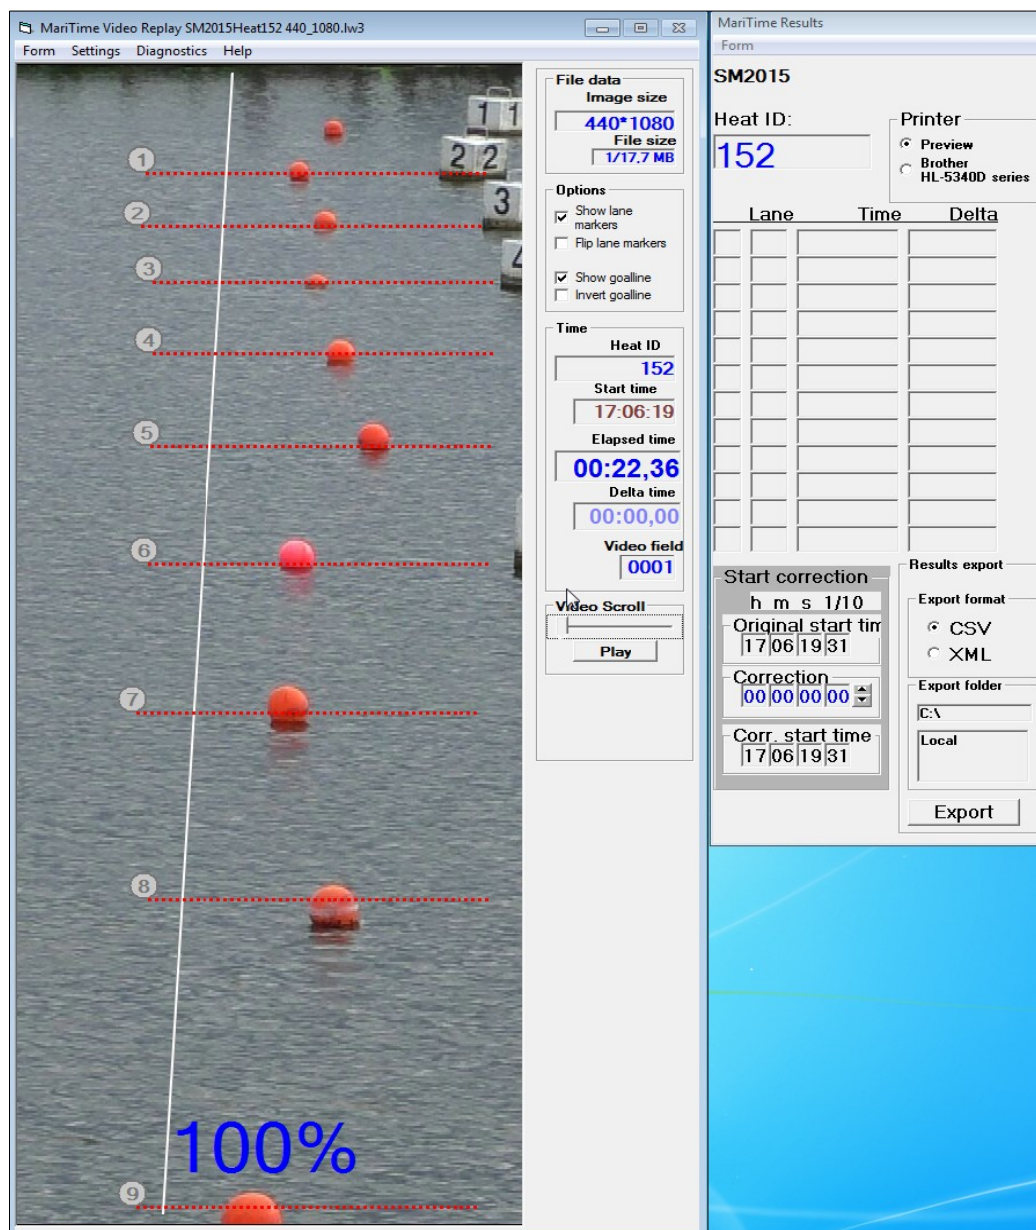 MariTime Video Replay SM2015Heat152 440_1080.lw3
Form Settings Diagnostics Help
1 1
2 2
3
4
1
2
3
4
5
6
7
8
9
100%
File data
Image size
440*1080
File size
1/17,7 MB
Options
Show lane
markers
Flip lane markers
Show goalline
Invert goalline
Time
Heat ID
152
Start time
17:06:19
Elapsed time
00:22,36
Delta time
00:00,00
Video field
0001
Video Scroll
Play
MariTime Results
Form
SM2015
Heat ID:
152
Printer
Preview
Brother
HL-5340D series
Lane Time Delta
Start correction
h m s 1/10
Original start tim
17 06 19 31
Correction
00 00 00 00
Corr. start time
17 06 19 31
Results export
Export format
CSV
XML
Export folder
C:\
Local
Export